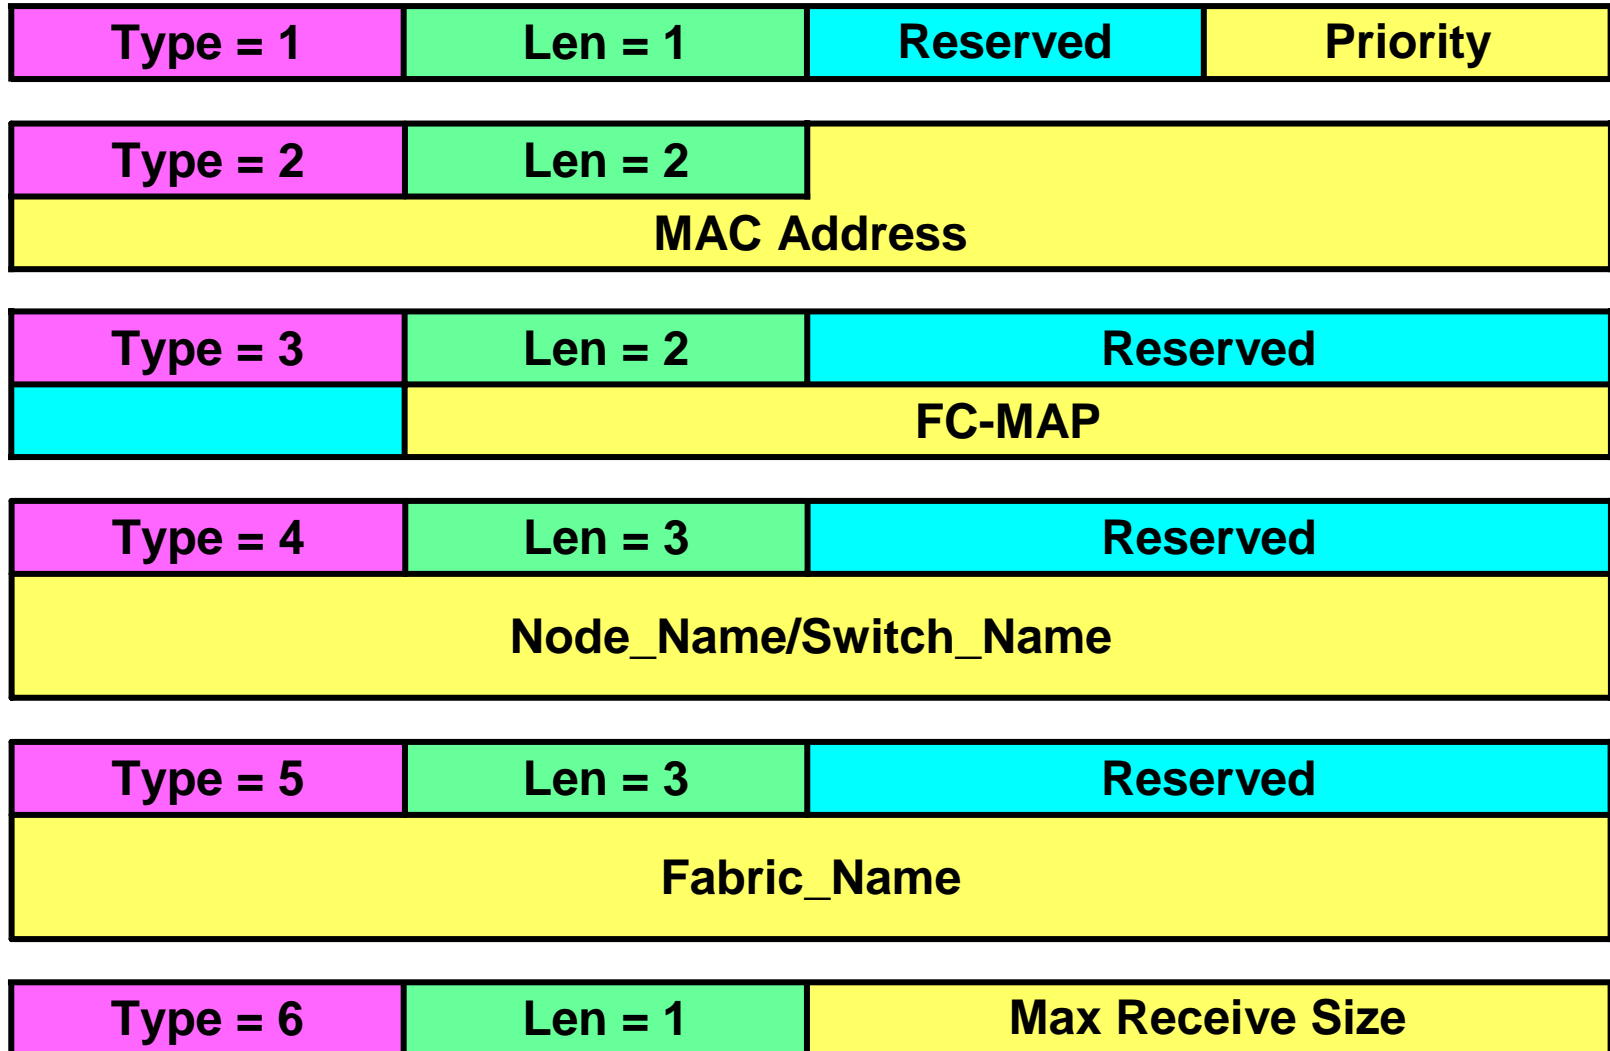 Type = 1 Len = 1 Reserved Priority
Type = 2 Len = 2
MAC Address
Type = 3 Len = 2 Reserved
FC-MAP
Type = 4 Len = 3 Reserved
Node_Name/Switch_Name
Type = 5 Len = 3 Reserved
Fabric_Name
Type = 6 Len = 1 Max Receive Size